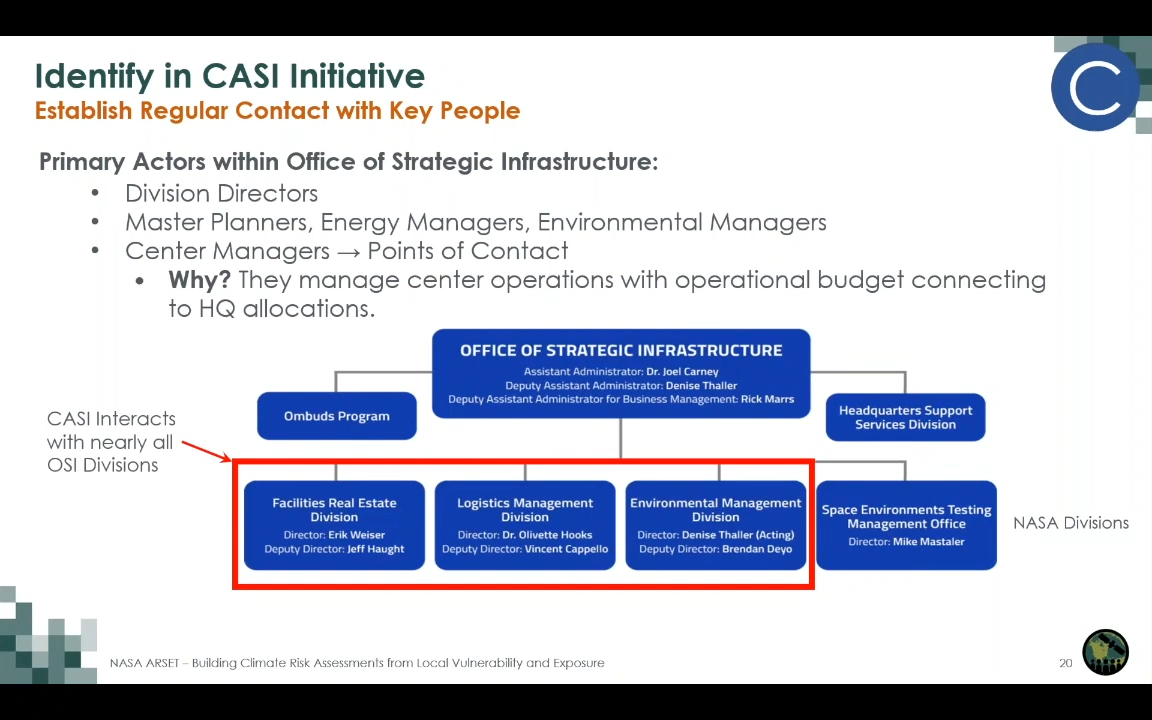 Identify in CASI Initiative
Establish Regular Contact with Key People
C
Primary Actors within Office of Strategic Infrastructure:
• Division Directors
• Master Planners, Energy Managers, Environmental Managers
• Center Managers → Points of Contact
• Why? They manage center operations with operational budget connecting
to HQ allocations.
OFFICE OF STRATEGIC INFRASTRUCTURE
Assistant Administrator: Dr. Joel Carney
Deputy Assistant Administrator: Denise Thaller
Deputy Assistant Administrator for Business Management: Rick Marrs
Ombuds Program
Headquarters Support
Services Division
CASI Interacts
with nearly all
OSI Divisions
Facilities Real Estate
Division
Director: Erik Weiser
Deputy Director: Jeff Haught
Logistics Management
Division
Director: Dr. Olivette Hooks
Deputy Director: Vincent Cappello
Environmental Management
Division
Director: Denise Thaller (Acting)
Deputy Director: Brendan Deyo
Space Environments Testing
Management Office
Director: Mike Mastaler
NASA Divisions
NASA ARSET – Building Climate Risk Assessments from Local Vulnerability and Exposure
20